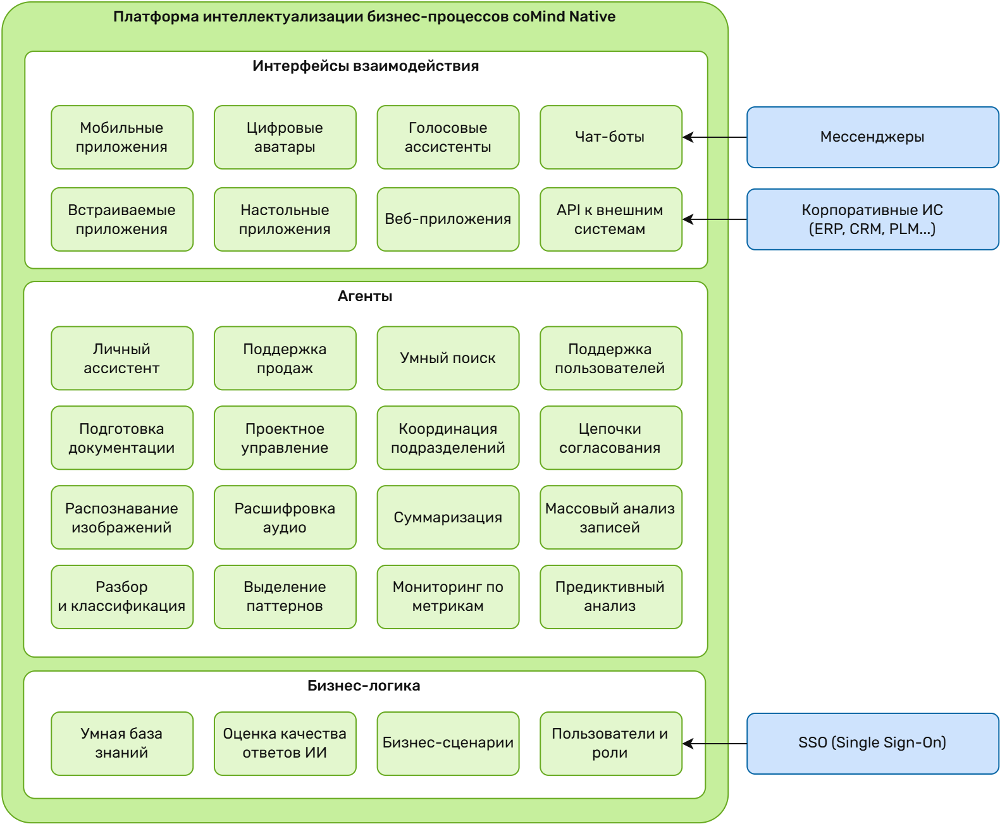 Платформа интеллектуализации бизнес-процессов coMind Native
Интерфейсы взаимодействия
Мобильные
приложения
Цифровые
аватары
Голосовые
ассистенты
Чат-боты
Мессенджеры
Встраиваемые
приложения
Настольные
приложения
Веб-приложения
API к внешним
системам
Корпоративные ИС
(ERP, CRM, PLM...)
Агенты
Личный
ассистент
Поддержка
продаж
Умный поиск
Поддержка
пользователей
Подготовка
документации
Проектное
управление
Координация
подразделений
Цепочки
согласования
Распознавание
изображений
Расшифровка
аудио
Суммаризация
Массовый анализ
записей
Разбор
и классификация
Выделение
паттернов
Мониторинг по
метрикам
Предиктивный
анализ
Бизнес-логика
Умная база
знаний
Оценка качества
ответов ИИ
Бизнес-сценарии
Пользователи и
роли
SSO (Single Sign-On)